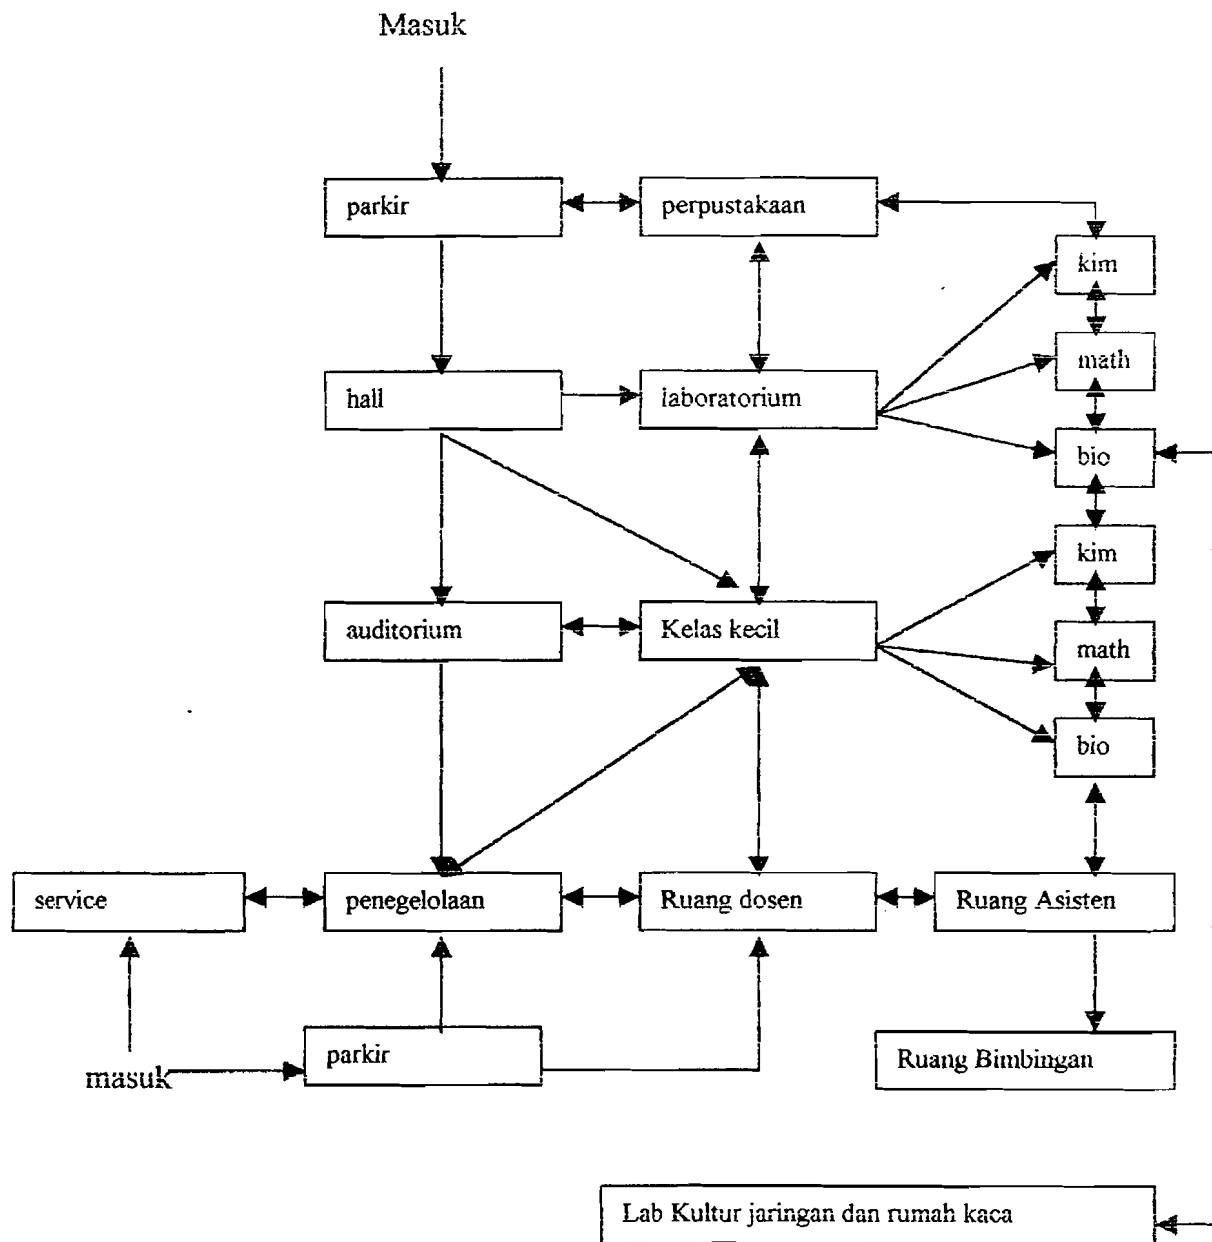 Masuk
parkir
perpustakaan
kim
math
hall
laboratorium
bio
kim
auditorium
Kelas kecil
math
bio
service
penegelolaan
Ruang dosen
Ruang Asisten
parkir
masuk
Ruang Bimbingan
Lab Kultur jaringan dan rumah kaca